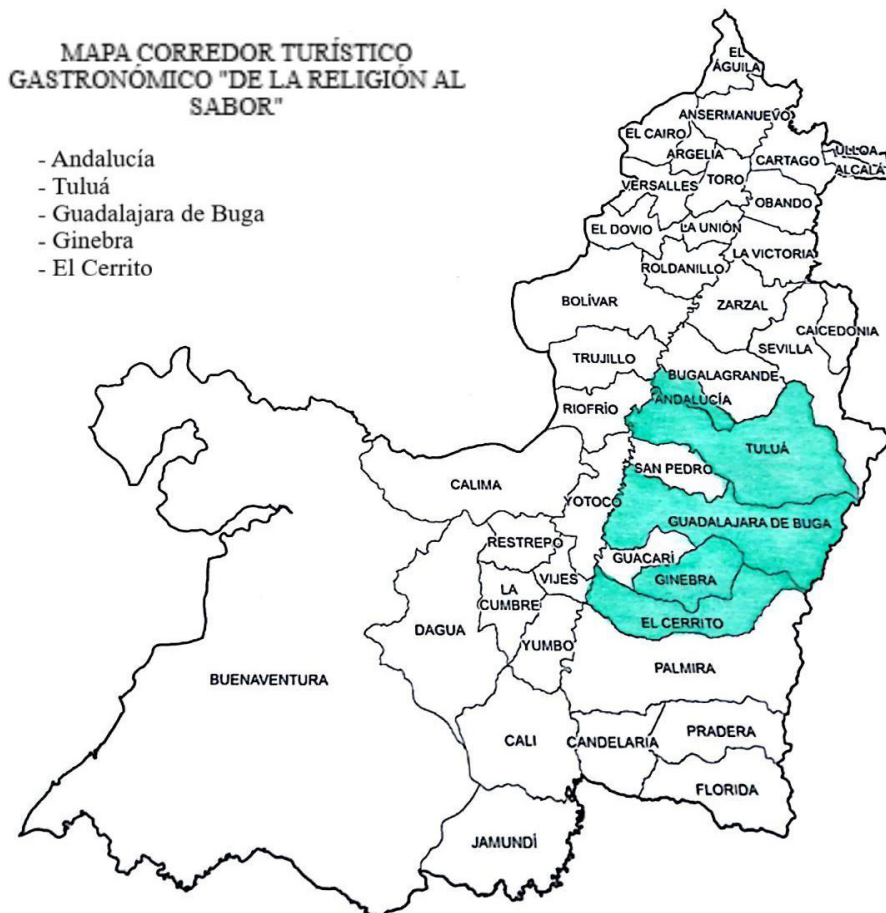 MAPA CORREDOR TURÍSTICO
GASTRONÓMICO "DE LA RELIGIÓN AL
SABOR"
- Andalucía
- Tuluá
- Guadalajara de Buga
- Ginebra
- El Cerrito
EL
ÁGUILA
ANSERMANUEVO
EL CAIRO
ARGELIA
CARTAGO
ULLOA
ALCALÁ
VERSALLES
TORO
OBANDO
EL DOVIO
LA UNIÓN
LA VICTORIA
ROLDANILLO
BOLÍVAR
ZARZAL
CAICEDONIA
SEVILLA
TRUJILLO
BUGALAGRANDE
ANDALUCÍA
RIOFRÍO
TULUÁ
SAN PEDRO
CALIMA
YOTOCO
GUADALAJARA DE BUGA
RESTREPO
GUACARÍ
VIJES
GINEBRA
LA
CUMBRE
EL CERRITO
DAGUA
YUMBO
PALMIRA
BUENAVENTURA
CALI
CANDELARIA
PRADERA
FLORIDA
JAMUNDÍ